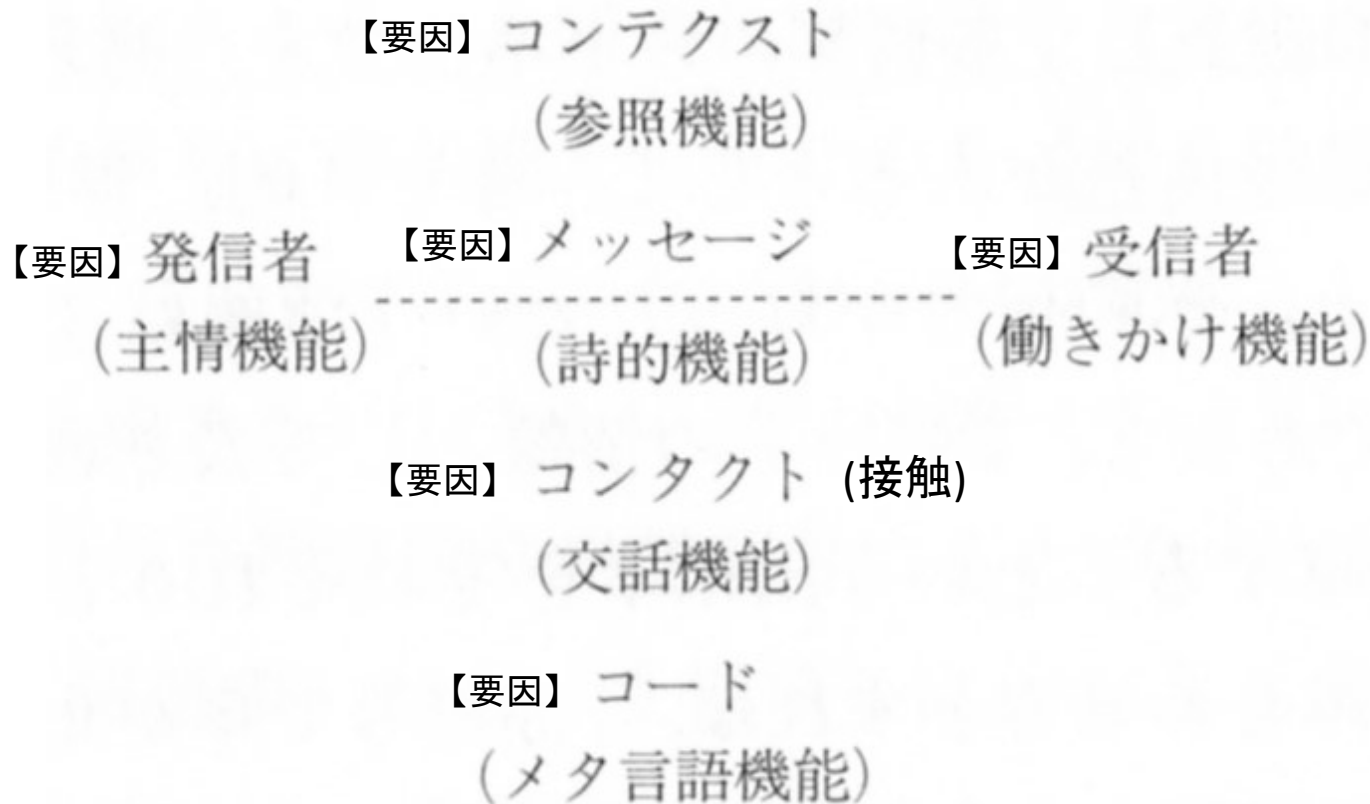 【要因】コンテクスト
(参照機能)
【要因】発信者 【要因】メッセージ 【要因】受信者
(主情機能) (詩的機能) (働きかけ機能)
【要因】コンタクト (接触)
(交話機能)
【要因】コード
(メタ言語機能)